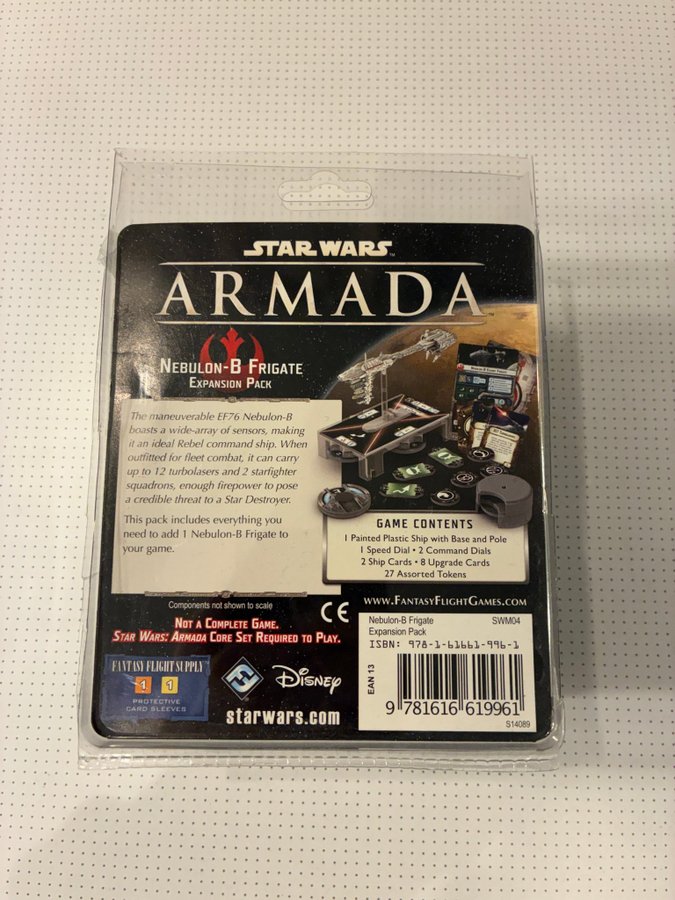 STAR WARS™
ARMADA™
NEBULON-B FRIGATE
EXPANSION PACK
The maneuverable EF76 Nebulon-B
boasts a wide-array of sensors, making
it an ideal Rebel command ship. When
outfitted for fleet combat, it can carry
up to 12 turbolasers and 2 starfighter
squadrons, enough firepower to pose
a credible threat to a Star Destroyer.
This pack includes everything you
need to add 1 Nebulon-B Frigate to
your game.
GAME CONTENTS
1 Painted Plastic Ship with Base and Pole
1 Speed Dial • 2 Command Dials
2 Ship Cards • 8 Upgrade Cards
27 Assorted Tokens
Components not shown to scale
CE
WWW.FANTASYFLIGHTGAMES.COM
NOT A COMPLETE GAME.
STAR WARS: ARMADA CORE SET REQUIRED TO PLAY.
FANTASY FLIGHT SUPPLY
1 1
PROTECTIVE
CARD SLEEVES
Disney
starwars.com
Nebulon-B Frigate SWM04
Expansion Pack
ISBN: 978-1-61661-996-1
EAN 13
9 781616 619961
S14089